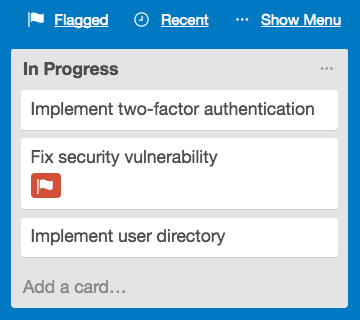 Flagged Recent ··· Show Menu
In Progress ···
Implement two-factor authentication
Fix security vulnerability
Implement user directory
Add a card…